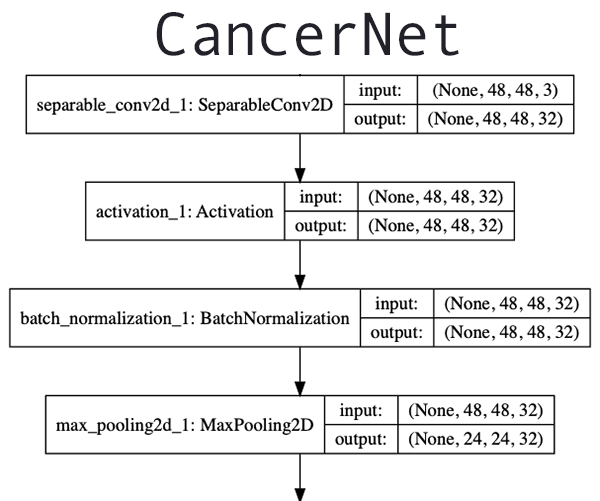 CancerNet
separable_conv2d_1: SeparableConv2D
input: (None, 48, 48, 3)
output: (None, 48, 48, 32)
activation_1: Activation
input: (None, 48, 48, 32)
output: (None, 48, 48, 32)
batch_normalization_1: BatchNormalization
input: (None, 48, 48, 32)
output: (None, 48, 48, 32)
max_pooling2d_1: MaxPooling2D
input: (None, 48, 48, 32)
output: (None, 24, 24, 32)